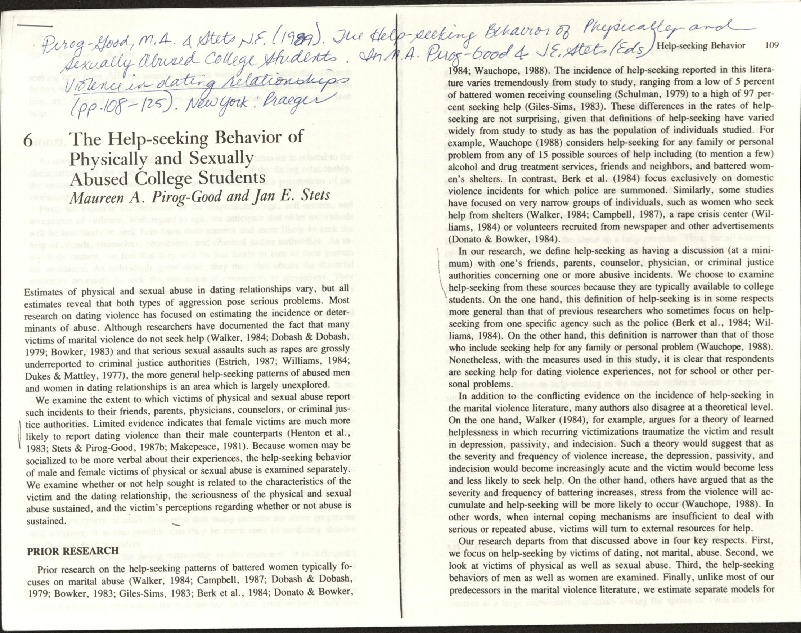 Pirog-Good, M.A. & Stets J.E. (1989). The Help-seeking Behavior of Physically and
Sexually Abused College Students. In M.A. Pirog-Good & J.E. Stets (Eds)
Violence in dating relationships
(pp. 108-125). New York: Praeger
6 The Help-seeking Behavior of
Physically and Sexually
Abused College Students
Maureen A. Pirog-Good and Jan E. Stets
Estimates of physical and sexual abuse in dating relationships vary, but all
estimates reveal that both types of aggression pose serious problems. Most
research on dating violence has focused on estimating the incidence or deter-
minants of abuse. Although researchers have documented the fact that many
victims of marital violence do not seek help (Walker, 1984; Dobash & Dobash,
1979; Bowker, 1983) and that serious sexual assaults such as rapes are grossly
underreported to criminal justice authorities (Estrich, 1987; Williams, 1984;
Dukes & Mattley, 1977), the more general help-seeking patterns of abused men
and women in dating relationships is an area which is largely unexplored.
We examine the extent to which victims of physical and sexual abuse report
such incidents to their friends, parents, physicians, counselors, or criminal jus-
tice authorities. Limited evidence indicates that female victims are much more
likely to report dating violence than their male counterparts (Henton et al.,
1983; Stets & Pirog-Good, 1987b; Makepeace, 1981). Because women may be
socialized to be more verbal about their experiences, the help-seeking behavior
of male and female victims of physical or sexual abuse is examined separately.
We examine whether or not help sought is related to the characteristics of the
victim and the dating relationship, the seriousness of the physical and sexual
abuse sustained, and the victim's perceptions regarding whether or not abuse is
sustained.
PRIOR RESEARCH
Prior research on the help-seeking patterns of battered women typically fo-
cuses on marital abuse (Walker, 1984; Campbell, 1987; Dobash & Dobash,
1979; Bowker, 1983; Giles-Sims, 1983; Berk et al., 1984; Donato & Bowker,
Help-seeking Behavior 109
1984; Wauchope, 1988). The incidence of help-seeking reported in this litera-
ture varies tremendously from study to study, ranging from a low of 5 percent
of battered women receiving counseling (Schulman, 1979) to a high of 97 per-
cent seeking help (Giles-Sims, 1983). These differences in the rates of help-
seeking are not surprising, given that definitions of help-seeking have varied
widely from study to study as has the population of individuals studied. For
example, Wauchope (1988) considers help-seeking for any family or personal
problem from any of 15 possible sources of help including (to mention a few)
alcohol and drug treatment services, friends and neighbors, and battered wom-
en's shelters. In contrast, Berk et al. (1984) focus exclusively on domestic
violence incidents for which police are summoned. Similarly, some studies
have focused on very narrow groups of individuals, such as women who seek
help from shelters (Walker, 1984; Campbell, 1987), a rape crisis center (Wil-
liams, 1984) or volunteers recruited from newspaper and other advertisements
(Donato & Bowker, 1984).
In our research, we define help-seeking as having a discussion (at a mini-
mum) with one's friends, parents, counselor, physician, or criminal justice
authorities concerning one or more abusive incidents. We choose to examine
help-seeking from these sources because they are typically available to college
students. On the one hand, this definition of help-seeking is in some respects
more general than that of previous researchers who sometimes focus on help-
seeking from one specific agency such as the police (Berk et al., 1984; Wil-
liams, 1984). On the other hand, this definition is narrower than that of those
who include seeking help for any family or personal problem (Wauchope, 1988).
Nonetheless, with the measures used in this study, it is clear that respondents
are seeking help for dating violence experiences, not for school or other per-
sonal problems.
In addition to the conflicting evidence on the incidence of help-seeking in
the marital violence literature, many authors also disagree at a theoretical level.
On the one hand, Walker (1984), for example, argues for a theory of learned
helplessness in which recurring victimizations traumatize the victim and result
in depression, passivity, and indecision. Such a theory would suggest that as
the severity and frequency of violence increase, the depression, passivity, and
indecision would become increasingly acute and the victim would become less
and less likely to seek help. On the other hand, others have argued that as the
severity and frequency of battering increases, stress from the violence will ac-
cumulate and help-seeking will be more likely to occur (Wauchope, 1988). In
other words, when internal coping mechanisms are insufficient to deal with
serious or repeated abuse, victims will turn to external resources for help.
Our research departs from that discussed above in four key respects. First,
we focus on help-seeking by victims of dating, not marital, abuse. Second, we
look at victims of physical as well as sexual abuse. Third, the help-seeking
behaviors of men as well as women are examined. Finally, unlike most of our
predecessors in the marital violence literature, we estimate separate models for